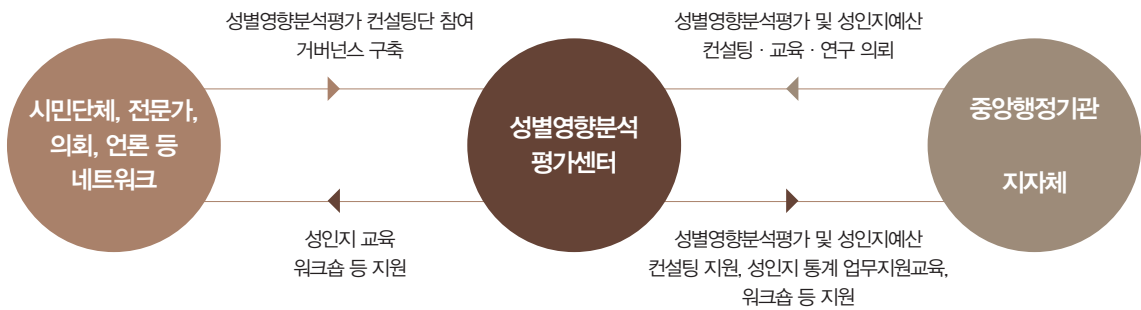 성별영향분석평가 컨설팅단 참여
거버넌스 구축
성별영향분석평가 및 성인지예산
컨설팅 · 교육 · 연구 의뢰
시민단체, 전문가,
의회, 언론 등
네트워크
성별영향분석
평가센터
중앙행정기관
지자체
성인지 교육
워크숍 등 지원
성별영향분석평가 및 성인지예산
컨설팅 지원, 성인지 통계 업무지원교육,
워크숍 등 지원